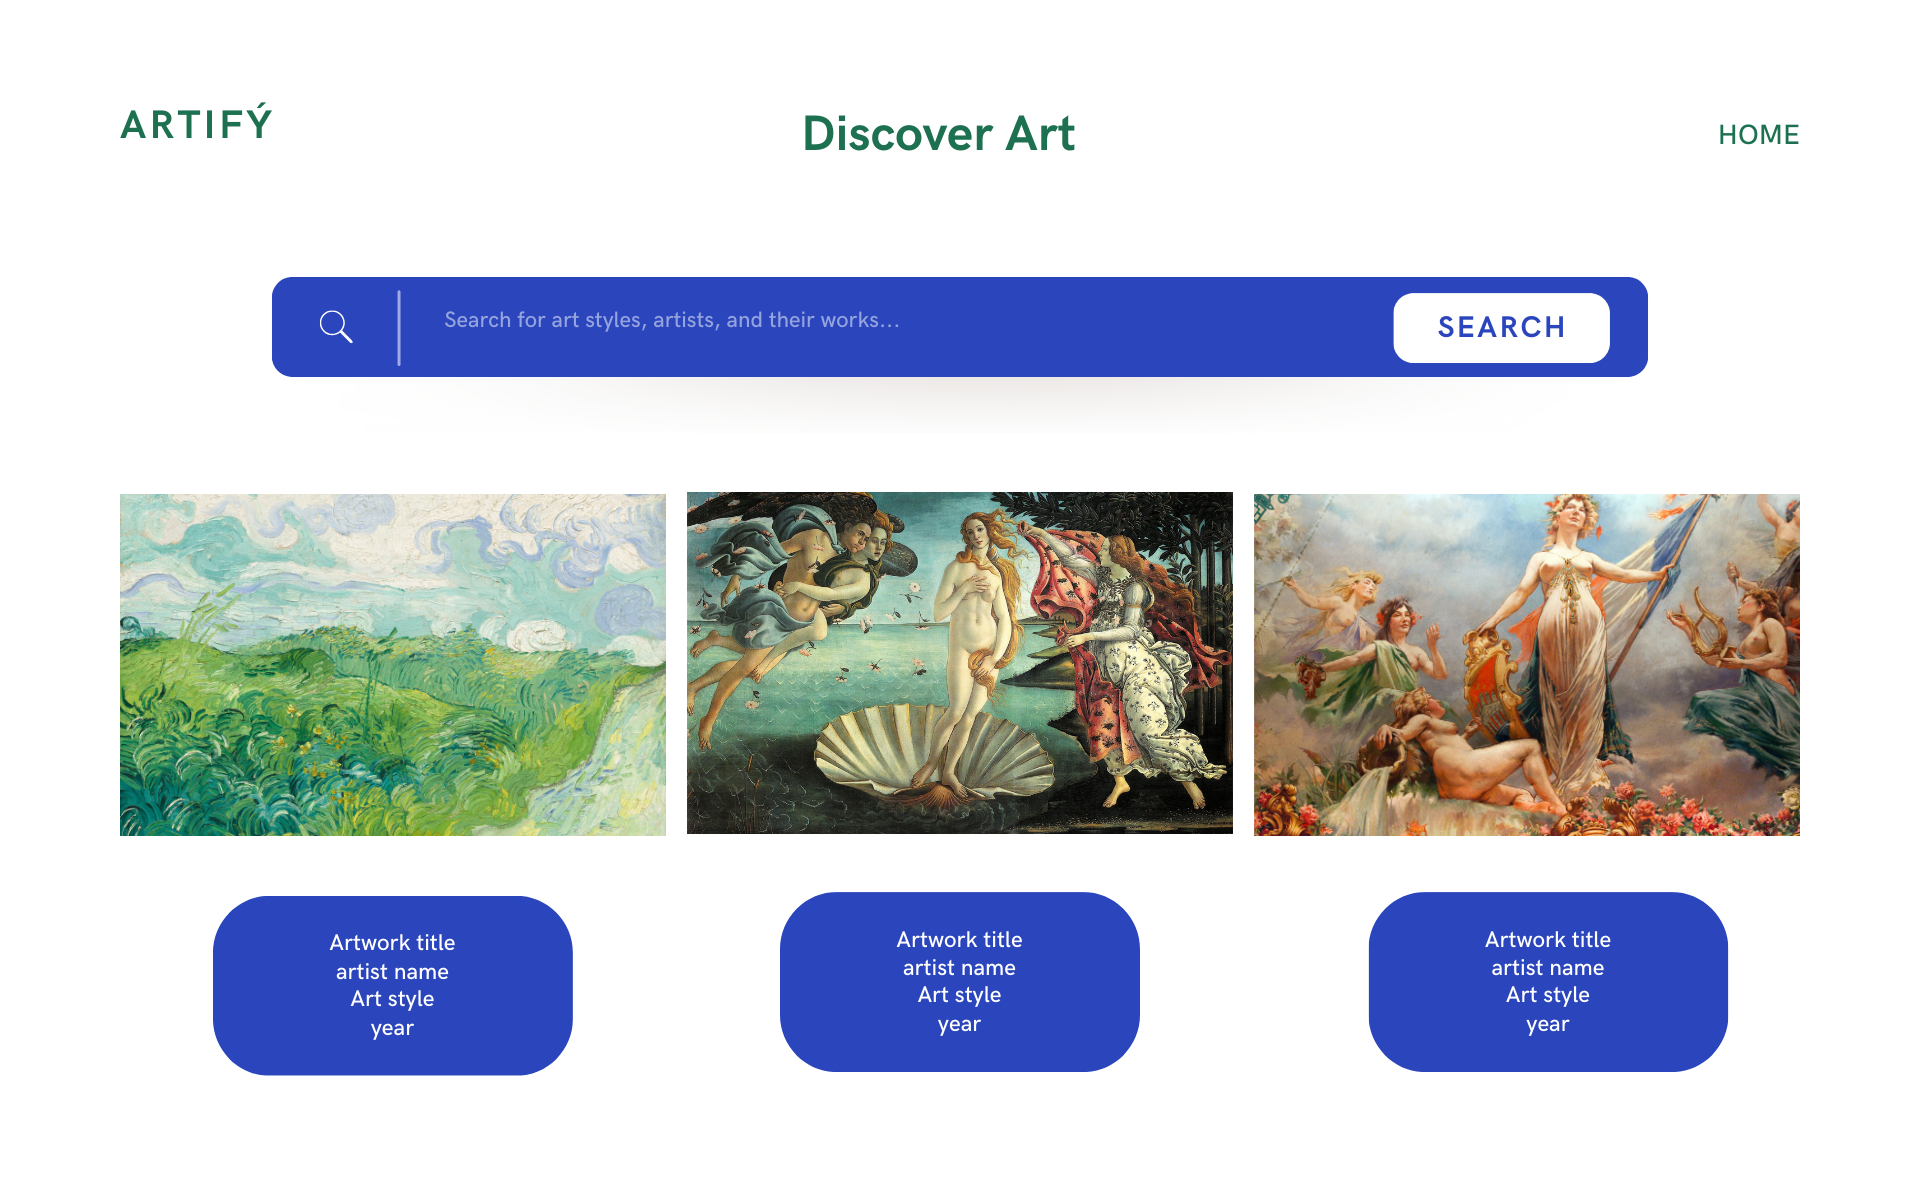 ARTIFÝ
Discover Art
HOME
Search for art styles, artists, and their works...
SEARCH
Artwork title
artist name
Art style
year
Artwork title
artist name
Art style
year
Artwork title
artist name
Art style
year